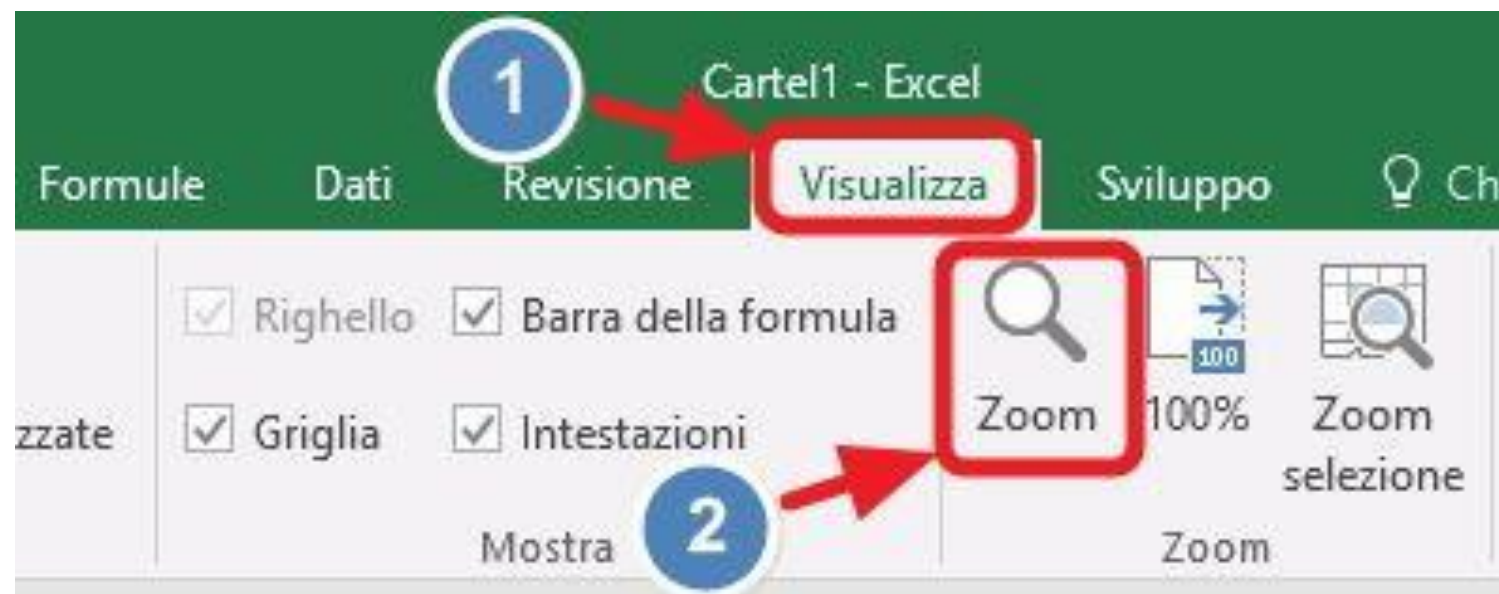 1
Cartel1 - Excel
Formule Dati Revisione Visualizza Sviluppo Ch
Righello Barra della formula
100
zzate Griglia Intestazioni Zoom 100% Zoom selezione
2
Mostra Zoom